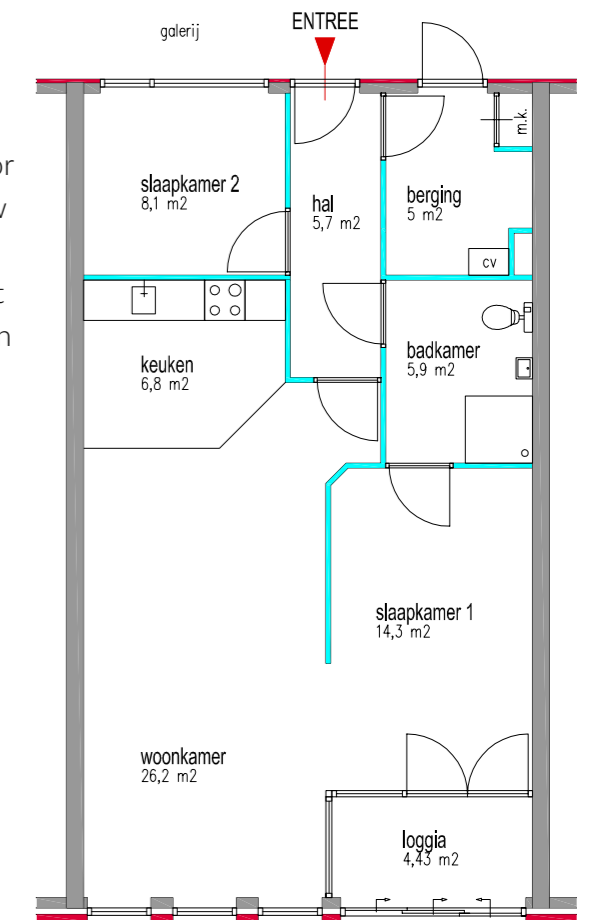 galerij
ENTREE
or
m.k.
slaapkamer 2
8,1 m2
hal
5,7 m2
berging
5 m2
cv
t
n
keuken
6,8 m2
badkamer
5,9 m2
slaapkamer 1
14,3 m2
woonkamer
26,2 m2
loggia
4,43 m2